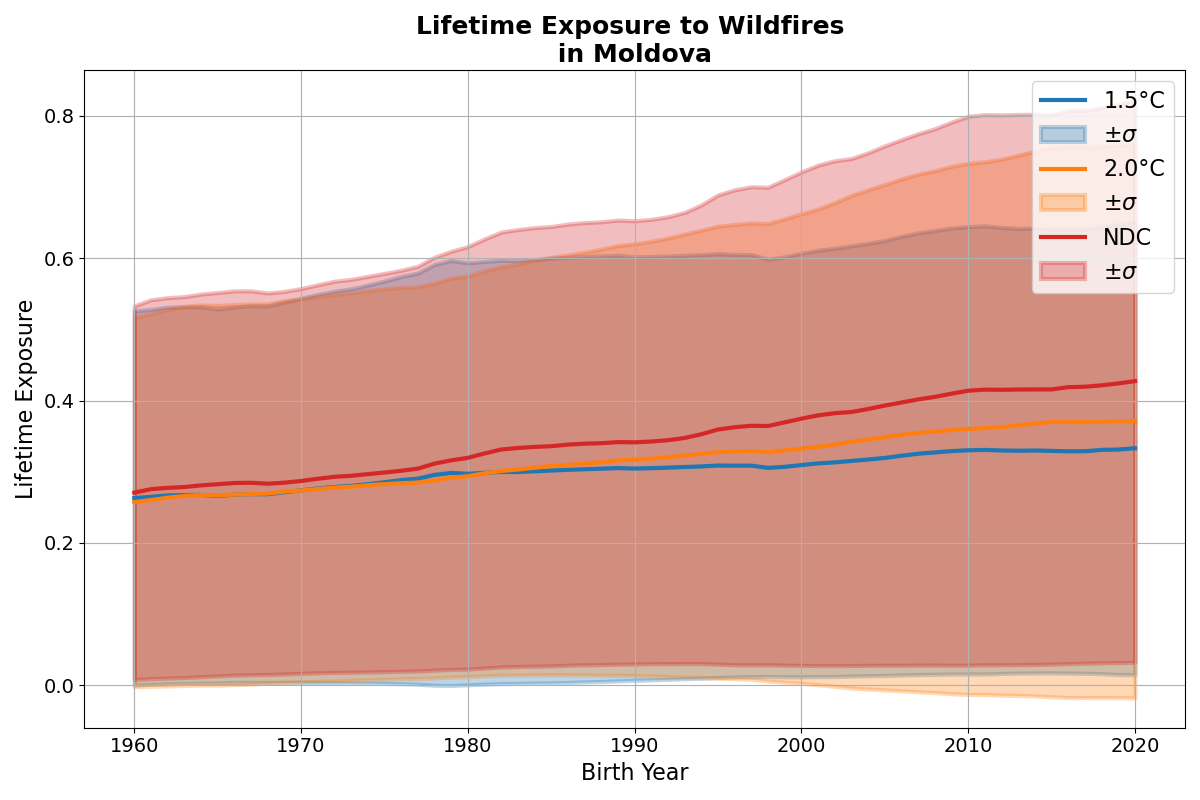 Lifetime Exposure to Wildfires
in Moldova
Lifetime Exposure
0.8
0.6
0.4
0.2
0.0
1960
1970
1980
1990
2000
2010
2020
Birth Year
1.5°C
±σ
2.0°C
±σ
NDC
±σ